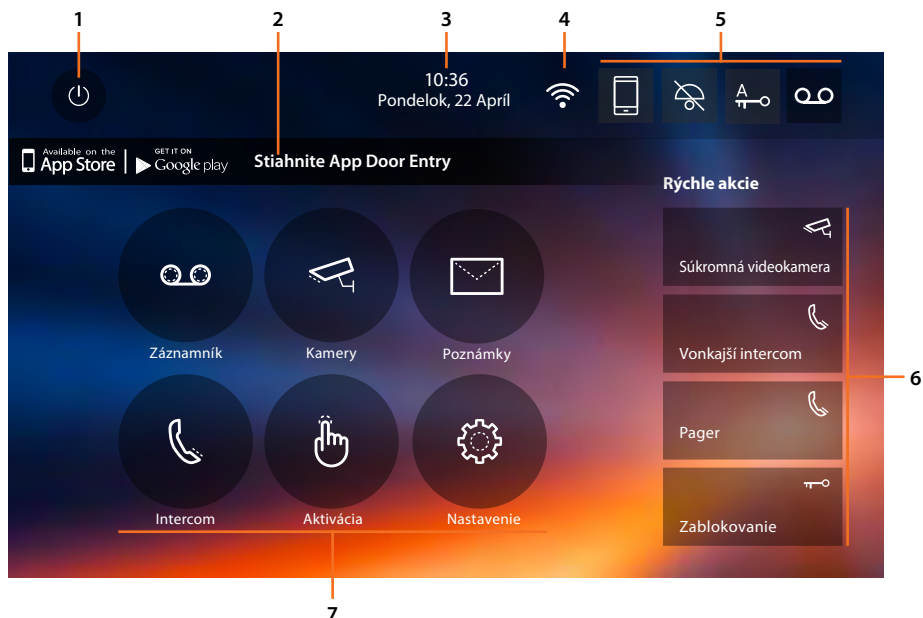 1 2 3 4 5
10:36
Pondelok, 22 Apríl
A
Available on the
App Store
GET IT ON
Google play
Stiahnite App Door Entry
Rýchle akcie
Súkromná videokamera
Záznamník Kamery Poznámky
Vonkajší intercom
6
Pager
Intercom Aktivácia Nastavenie
Zablokovanie
7